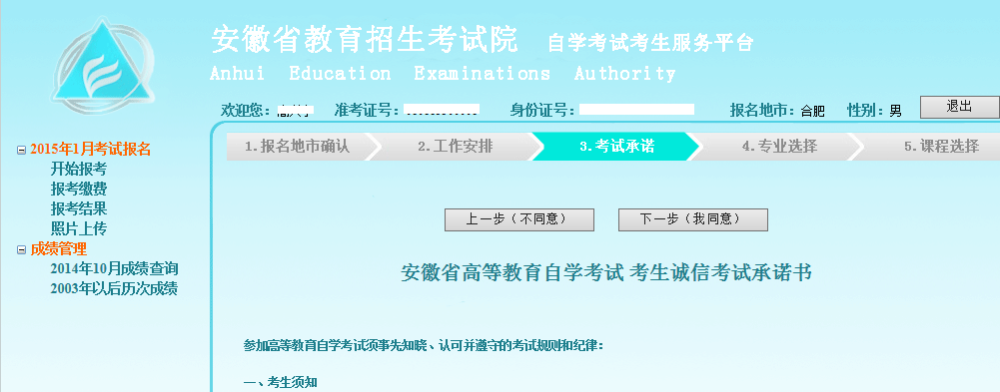 安徽省教育招生考试院 自学考试考生服务平台
Anhui Education Examinations Authority
欢迎您: 准考证号: 身份证号: 报名地市: 合肥 性别: 男 退出
2015年1月考试报名
开始报考
报考缴费
报考结果
照片上传
成绩管理
2014年10月成绩查询
2003年以后历次成绩
1.报名地市确认 2.工作安排 3.考试承诺 4.专业选择 5.课程选择
上一步（不同意） 下一步（我同意）
安徽省高等教育自学考试 考生诚信考试承诺书
参加高等教育自学考试须事先知晓、认可并遵守的考试规则和纪律：
一、考生须知